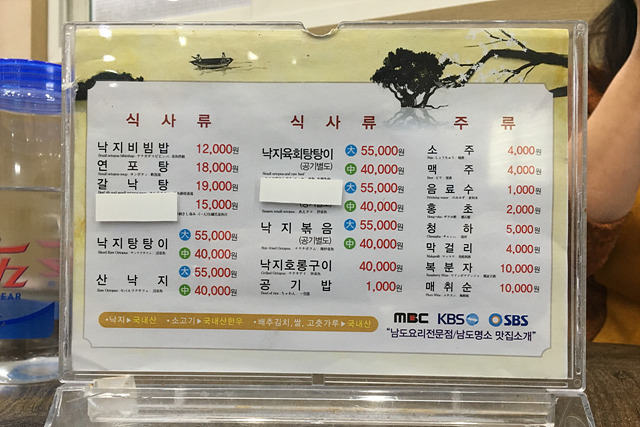 식사류
낙지비빔밥 12,000원
연포탕 18,000원
갈낙탕 19,000원
15,000원
낙지탕탕이 大 55,000원
中 40,000원
산낙지 大 55,000원
中 40,000원
식사류
낙지육회탕탕이 大 55,000원
(공기별도) 中 40,000원
大 55,000원
中 40,000원
낙지볶음 大 55,000원
(공기별도) 中 40,000원
낙지호롱구이 40,000원
공기밥 1,000원
주류
소주 4,000원
맥주 4,000원
음료수 1,000원
홍초 2,000원
청하 5,000원
막걸리 4,000원
복분자 10,000원
매취순 10,000원
•낙지▶국내산 •소고기▶국내산한우 •배추김치,쌀,고춧가루▶국내산
MBC KBS SBS
"남도요리전문점/남도명소 맛집소개"